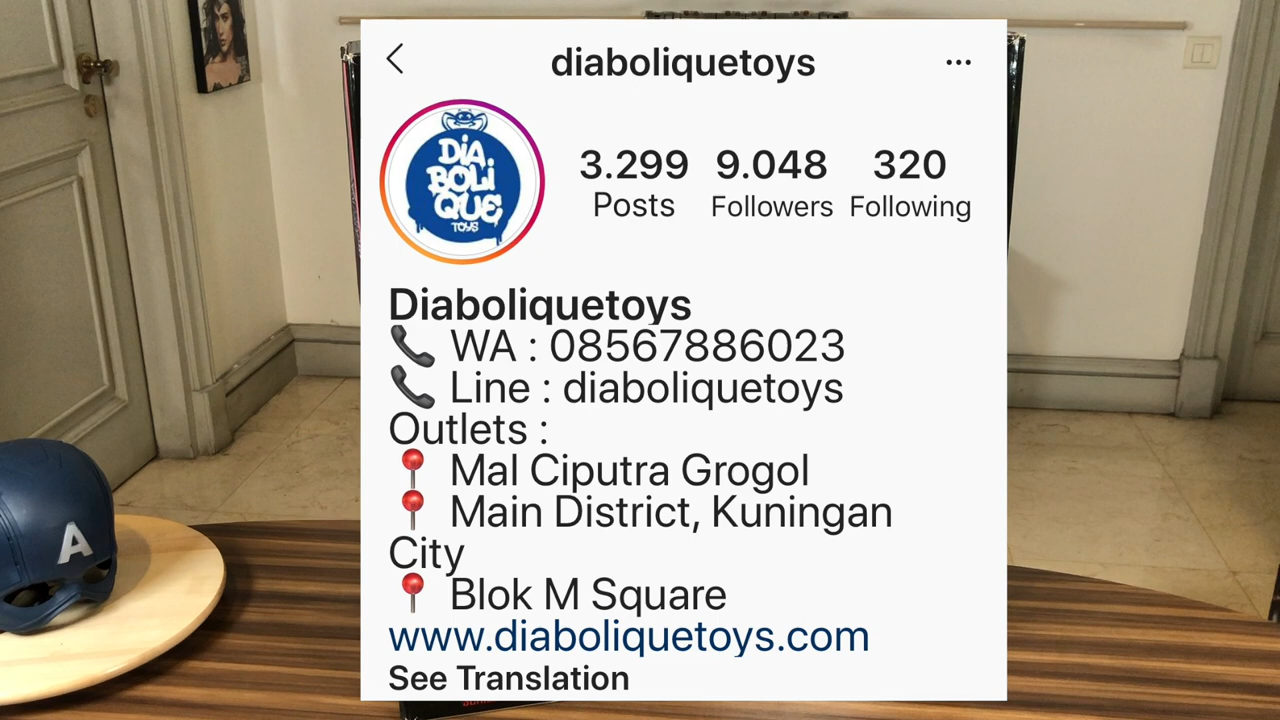 diaboliquetoys
DiA
BOLi
QUE
TOYS
3.299 9.048 320
Posts Followers Following
Diaboliquetoys
📞 WA : 08567886023
📞 Line : diaboliquetoys
Outlets :
📍 Mal Ciputra Grogol
📍 Main District, Kuningan
City
📍 Blok M Square
www.diaboliquetoys.com
See Translation
A